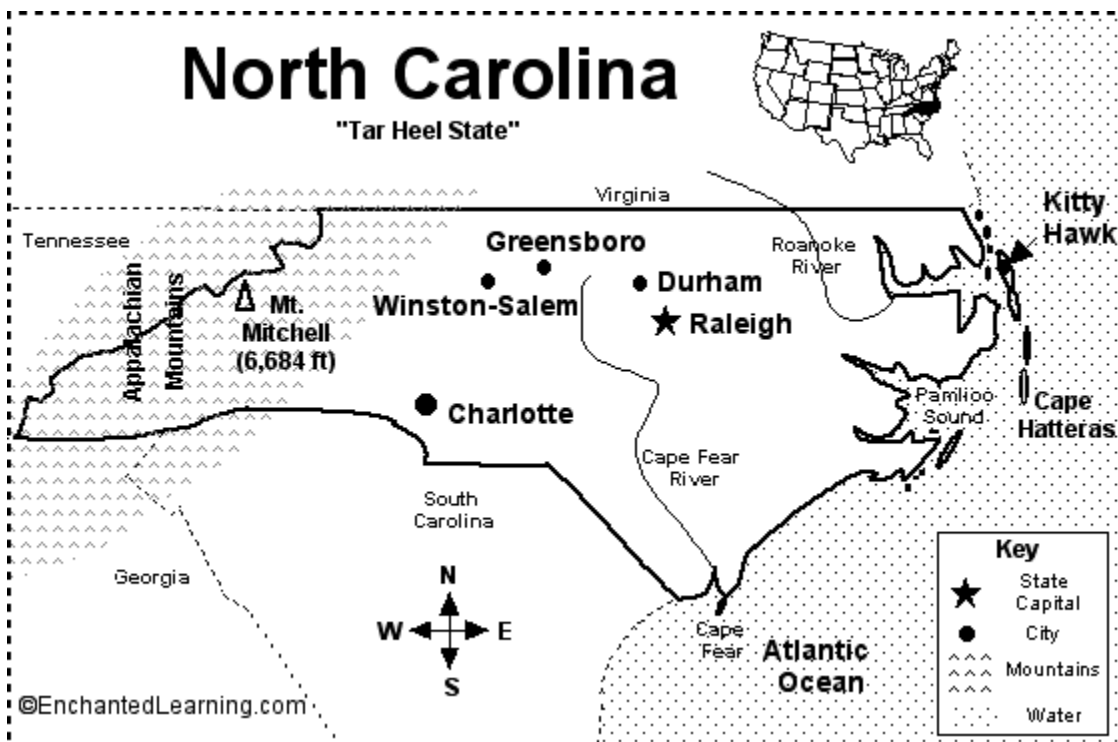 North Carolina
"Tar Heel State"
Virginia
Kitty
Hawk
Tennessee
Greensboro
Roanoke
River
Durham
Winston-Salem
Raleigh
Appalachian
Mountains
Mt.
Mitchell
(6,684 ft)
Charlotte
Pamlico
Sound
Cape
Hatteras
Cape Fear
River
South
Carolina
Georgia
Key
State
Capital
City
Mountains
Water
N
W
E
S
Cape
Fear
Atlantic
Ocean
©EnchantedLearning.com